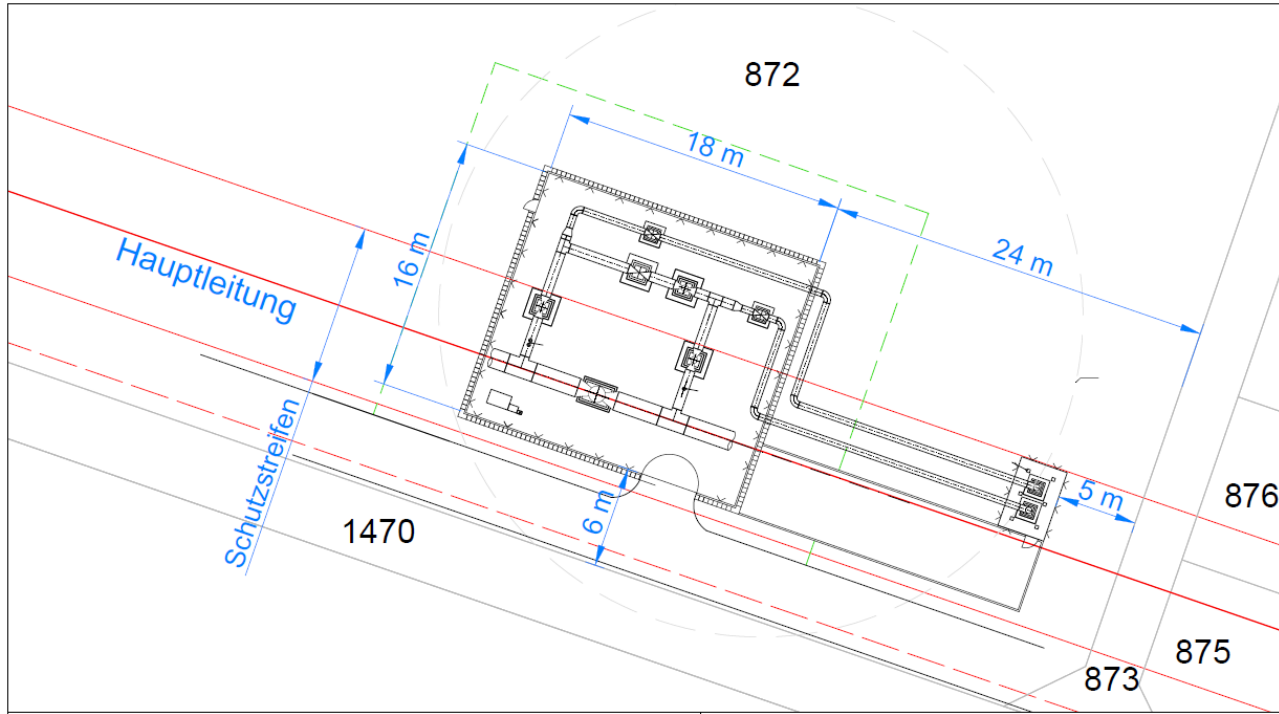 872
18 m
24 m
16 m
Hauptleitung
Schutzstreifen
1470
6 m
5 m
876
875
873